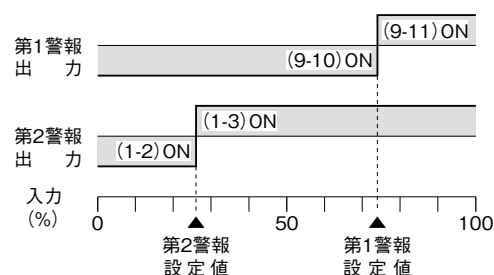 第1警報
出 力
(9-11)ON
(9-10)ON
第2警報
出 力
(1-3)ON
(1-2)ON
入力
(%)
0 50 100
第2警報
設定値
第1警報
設定値